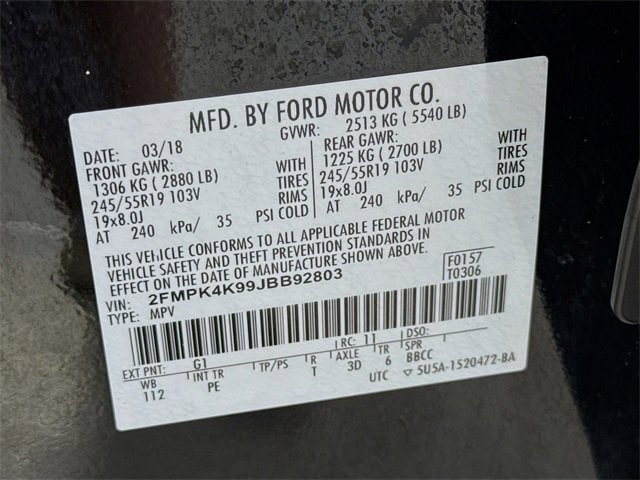 MFD. BY FORD MOTOR CO.
DATE: 03/18 GVWR: 2513 KG ( 5540 LB)
FRONT GAWR: REAR GAWR:
1306 KG ( 2880 LB) WITH 1225 KG ( 2700 LB) WITH
245/55R19 103V TIRES 245/55R19 103V TIRES
19x8.0J RIMS 19x8.0J RIMS
AT 240 kPa/ 35 PSI COLD AT 240 kPa/ 35 PSI COLD
THIS VEHICLE CONFORMS TO ALL APPLICABLE FEDERAL MOTOR
VEHICLE SAFETY AND THEFT PREVENTION STANDARDS IN
EFFECT ON THE DATE OF MANUFACTURE SHOWN ABOVE.
VIN: 2FMPK4K99JBB92803 F0157
TYPE: MPV T0306
EXT PNT: G1 RC: 11 DSO:
WB INT TR TP/PS R AXLE TR SPR
112 PE T 3D 6 BBCC
UTC ▽ 5U5A-1520472-BA